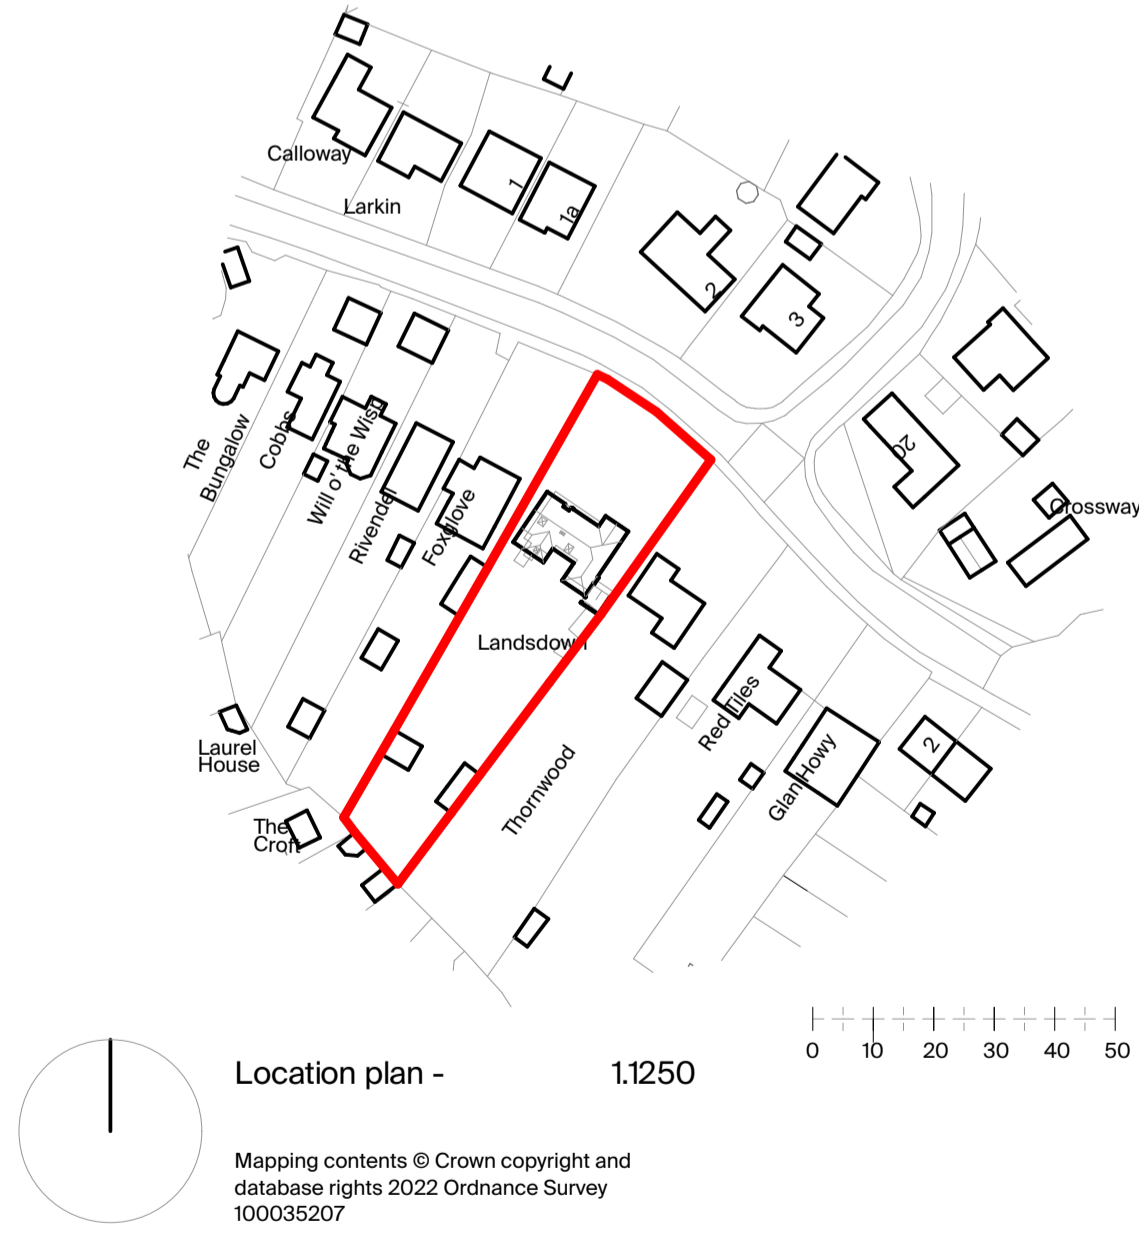 Calloway
Larkin
1
1a
2
3
The
Bungalow
Cobbs
Will o' the Wisp
Rivendel
Foxglove
20
Crossway
Landsdown
Laurel
House
The
Croft
Thornwood
Red Tiles
Glan Howy
2
0 10 20 30 40 50
Location plan - 1.1250
Mapping contents © Crown copyright and
database rights 2022 Ordnance Survey
100035207